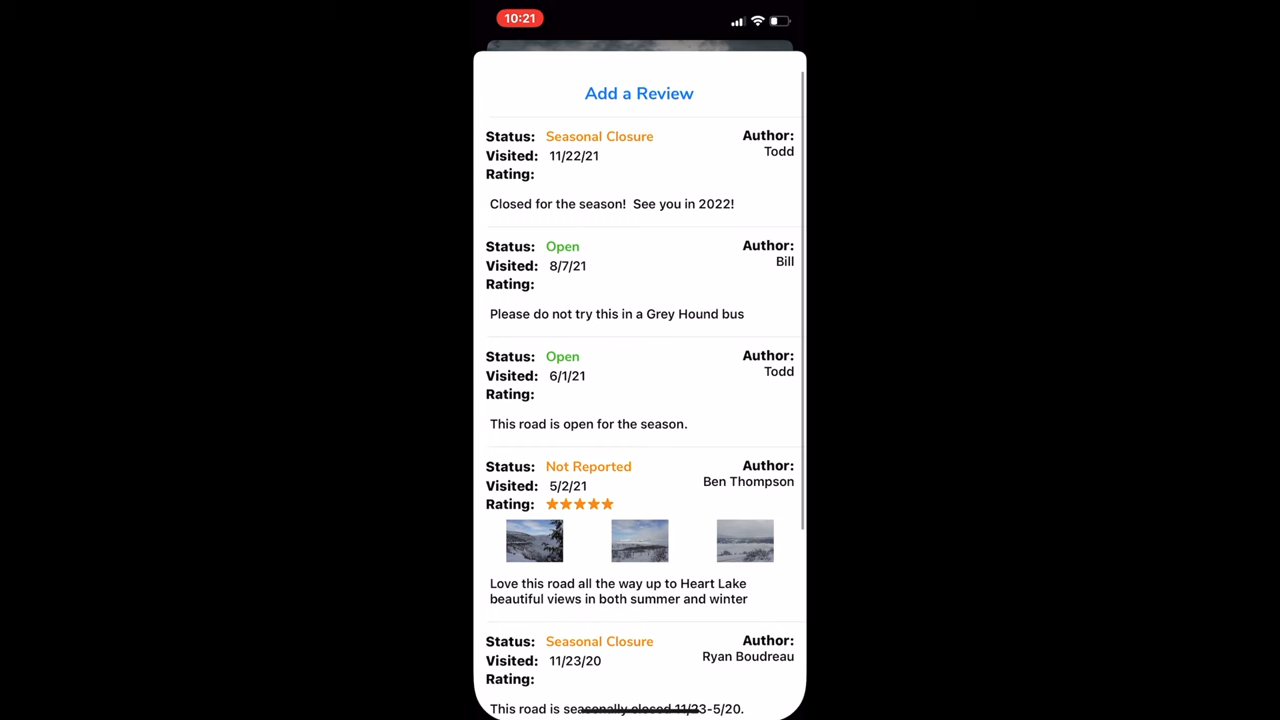 10:21
Add a Review
Status: Seasonal Closure
Author:
Visited: 11/22/21
Todd
Rating:
Closed for the season! See you in 2022!
Status: Open
Author:
Visited: 8/7/21
Bill
Rating:
Please do not try this in a Grey Hound bus
Status: Open
Author:
Visited: 6/1/21
Todd
Rating:
This road is open for the season.
Status: Not Reported
Author:
Visited: 5/2/21
Ben Thompson
Rating:
Love this road all the way up to Heart Lake
beautiful views in both summer and winter
Status: Seasonal Closure
Author:
Visited: 11/23/20
Ryan Boudreau
Rating:
This road is seasonally closed 11/23-5/20.